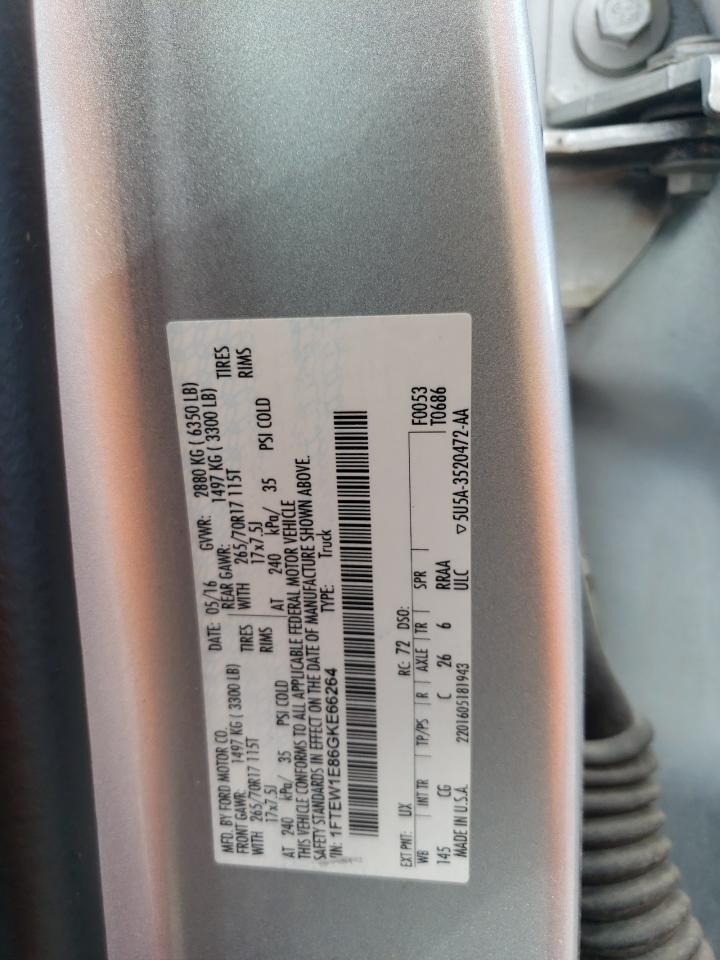 MFD. BY FORD MOTOR CO.
DATE: 05/16 GVWR: 2880 KG ( 6350 LB)
FRONT GAWR: 1497 KG ( 3300 LB)
REAR GAWR: 1497 KG ( 3300 LB)
WITH 265/70R17 115T TIRES
WITH 265/70R17 115T TIRES
17x7.5J RIMS
17x7.5J RIMS
AT 240 kPa/ 35 PSI COLD
AT 240 kPa/ 35 PSI COLD
THIS VEHICLE CONFORMS TO ALL APPLICABLE FEDERAL MOTOR VEHICLE
SAFETY STANDARDS IN EFFECT ON THE DATE OF MANUFACTURE SHOWN ABOVE.
VIN: 1FTEW1E86GKE66264 TYPE: Truck
EXT PNT: UX RC: 72 DSO: F0053
WB INT TR TP/PS R AXLE TR SPR T0686
145 CG C 26 6 RRAA
MADE IN U.S.A. 2201605181943 ULC ▽5U5A-3520472-AA